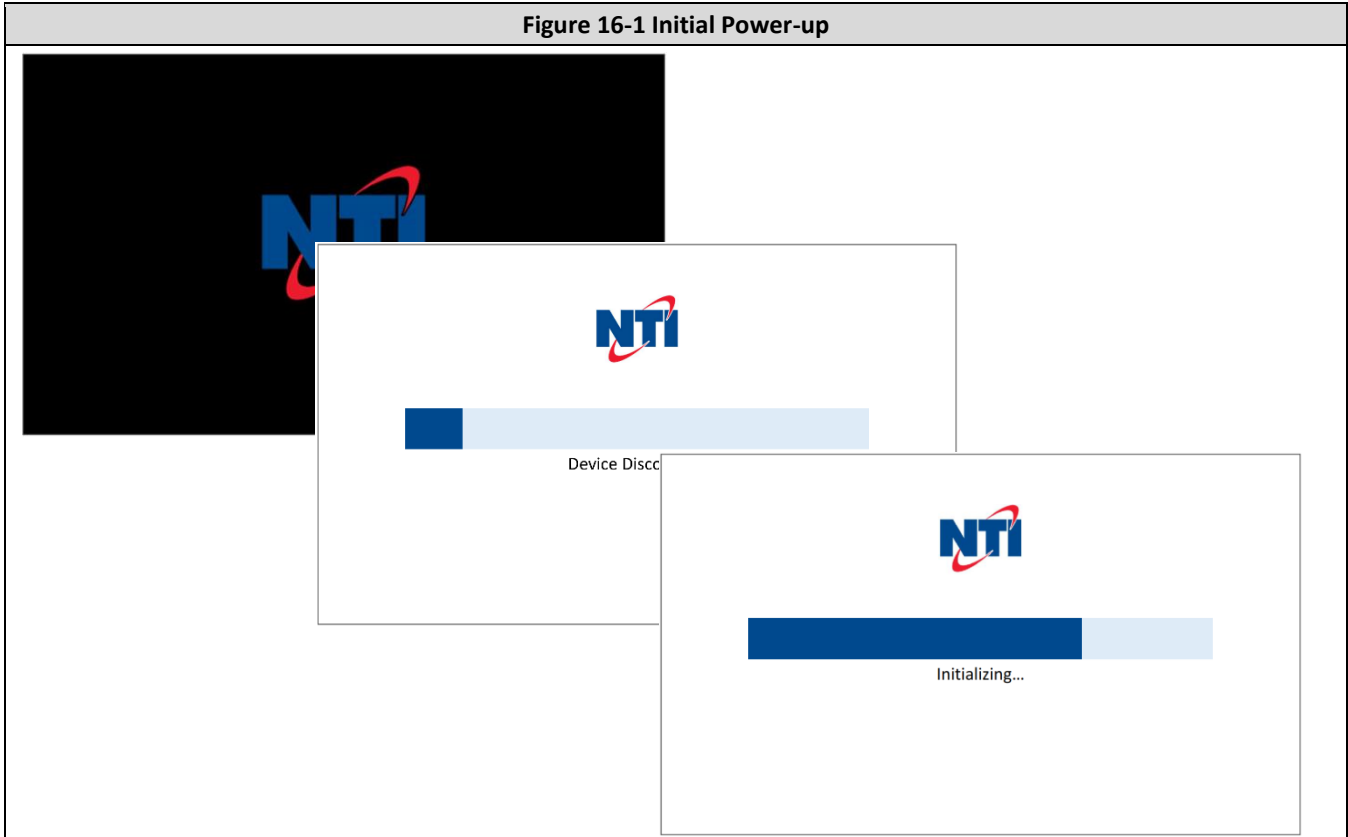 Figure 16-1 Initial Power-up
NTI
NTI
Device Disco
NTI
Initializing...